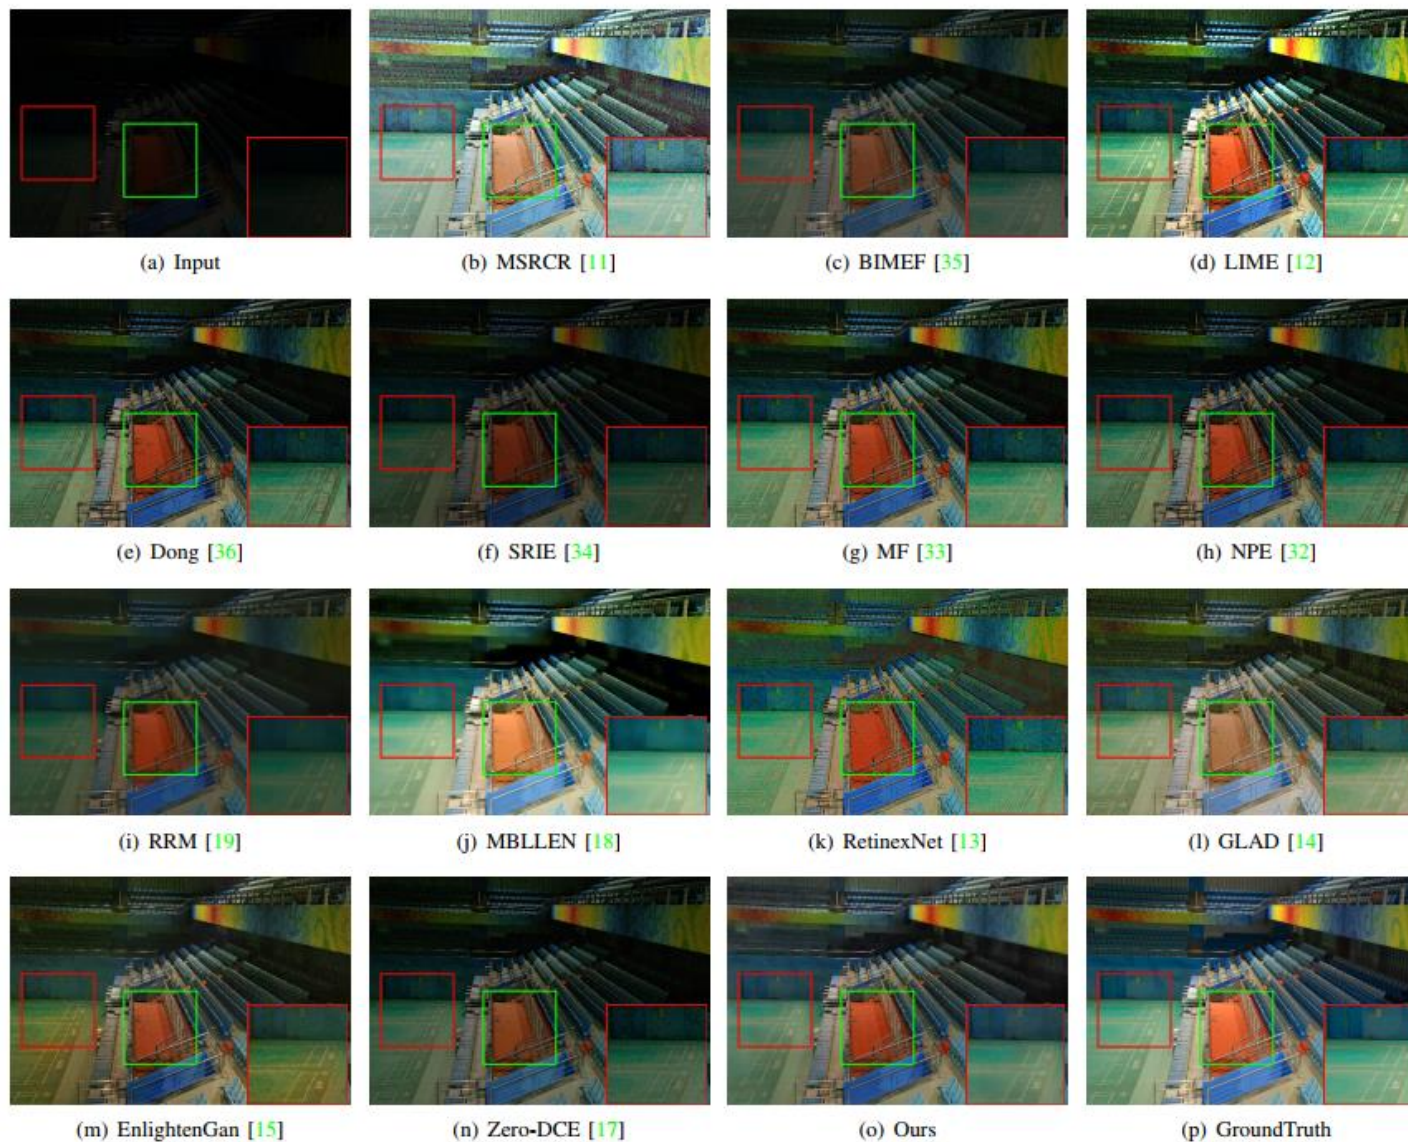 (a) Input
(b) MSRCR [11]
(c) BIMEF [35]
(d) LIME [12]
(e) Dong [36]
(f) SRIE [34]
(g) MF [33]
(h) NPE [32]
(i) RRM [19]
(j) MBLLEN [18]
(k) RetinexNet [13]
(l) GLAD [14]
(m) EnlightenGan [15]
(n) Zero-DCE [17]
(o) Ours
(p) GroundTruth